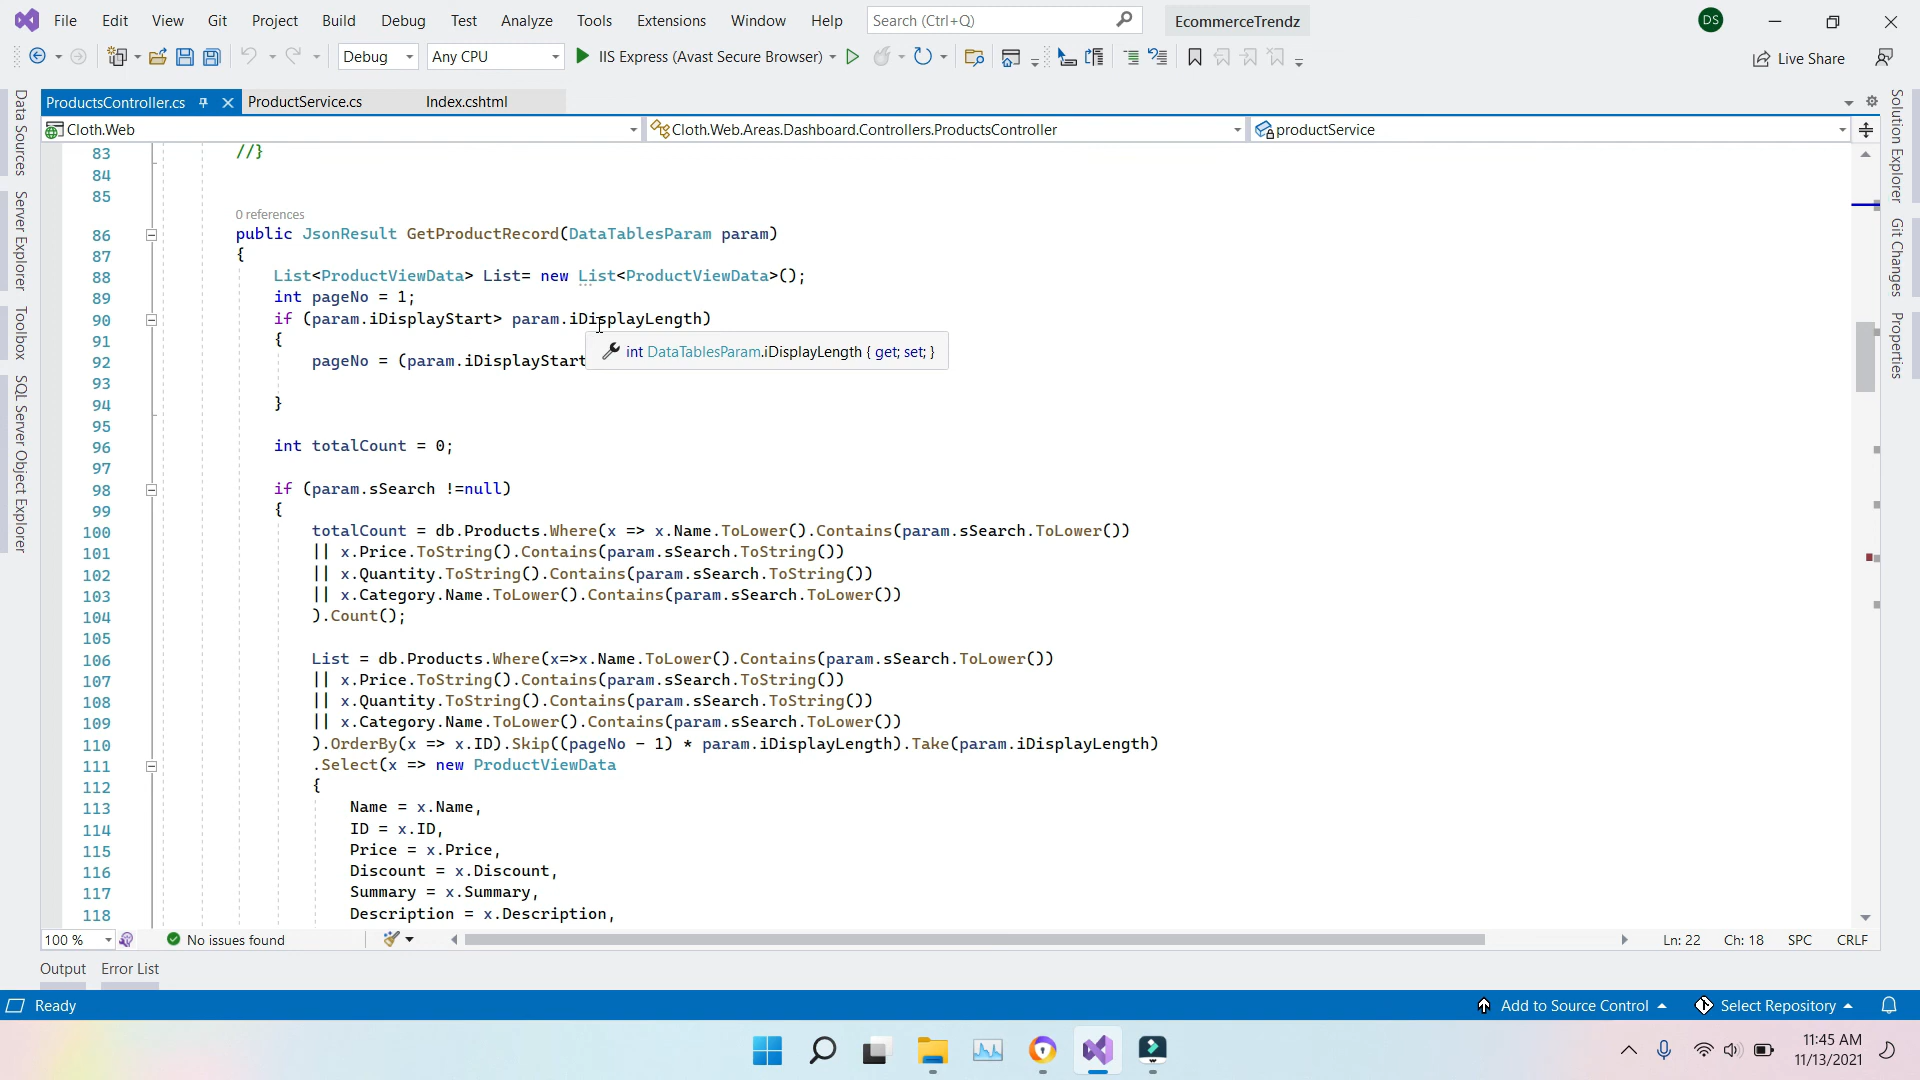 File Edit View Git Project Build Debug Test Analyze Tools Extensions Window Help Search (Ctrl+Q) EcommerceTrendz DS
Debug Any CPU IIS Express (Avast Secure Browser) Live Share
ProductsController.cs ProductService.cs Index.cshtml
Cloth.Web Cloth.Web.Areas.Dashboard.Controllers.ProductsController productService
Data Sources
Server Explorer
Toolbox
SQL Server Object Explorer
83 //}
84
85
0 references
86 public JsonResult GetProductRecord(DataTablesParam param)
87 {
88 List<ProductViewData> List= new List<ProductViewData>();
89 int pageNo = 1;
90 if (param.iDisplayStart> param.iDisplayLength)
91 {
int DataTablesParam.iDisplayLength { get; set; }
92 pageNo = (param.iDisplayStart
93
94 }
95
96 int totalCount = 0;
97
98 if (param.sSearch !=null)
99 {
100 totalCount = db.Products.Where(x => x.Name.ToLower().Contains(param.sSearch.ToLower())
101 || x.Price.ToString().Contains(param.sSearch.ToString())
102 || x.Quantity.ToString().Contains(param.sSearch.ToString())
103 || x.Category.Name.ToLower().Contains(param.sSearch.ToLower())
104 ).Count();
105
106 List = db.Products.Where(x=>x.Name.ToLower().Contains(param.sSearch.ToLower())
107 || x.Price.ToString().Contains(param.sSearch.ToString())
108 || x.Quantity.ToString().Contains(param.sSearch.ToString())
109 || x.Category.Name.ToLower().Contains(param.sSearch.ToLower())
110 ).OrderBy(x => x.ID).Skip((pageNo - 1) * param.iDisplayLength).Take(param.iDisplayLength)
111 .Select(x => new ProductViewData
112 {
113 Name = x.Name,
114 ID = x.ID,
115 Price = x.Price,
116 Discount = x.Discount,
117 Summary = x.Summary,
118 Description = x.Description,
Solution Explorer
Git Changes
Properties
100 % No issues found Ln: 22 Ch: 18 SPC CRLF
Output Error List
Ready Add to Source Control Select Repository
11:45 AM
11/13/2021